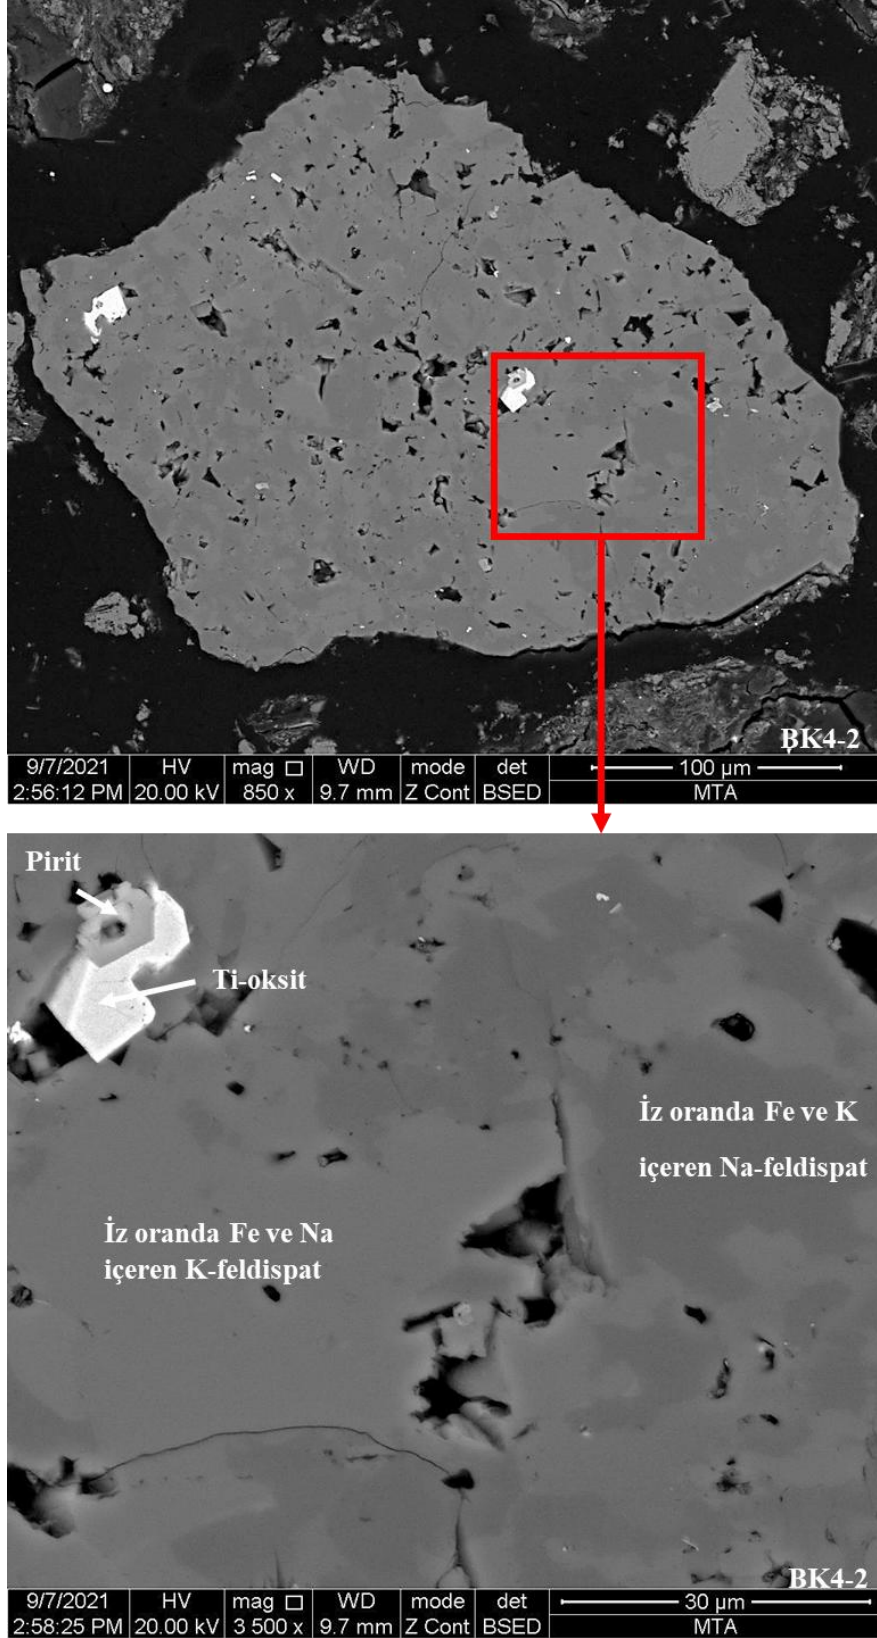 BK4-2
9/7/2021 HV mag WD mode det 100 µm
2:56:12 PM 20.00 kV 850 x 9.7 mm Z Cont BSED MTA
Pirit
Ti-oksit
İz oranda Fe ve K
içeren Na-feldispat
İz oranda Fe ve Na
içeren K-feldispat
BK4-2
9/7/2021 HV mag WD mode det 30 µm
2:58:25 PM 20.00 kV 3 500 x 9.7 mm Z Cont BSED MTA